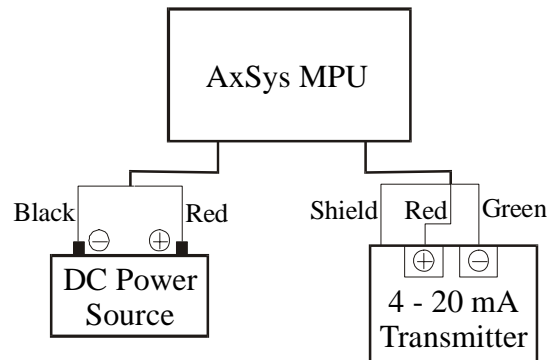 AxSys MPU
Black
Red
Shield
Red
Green
DC Power
Source
4 - 20 mA
Transmitter